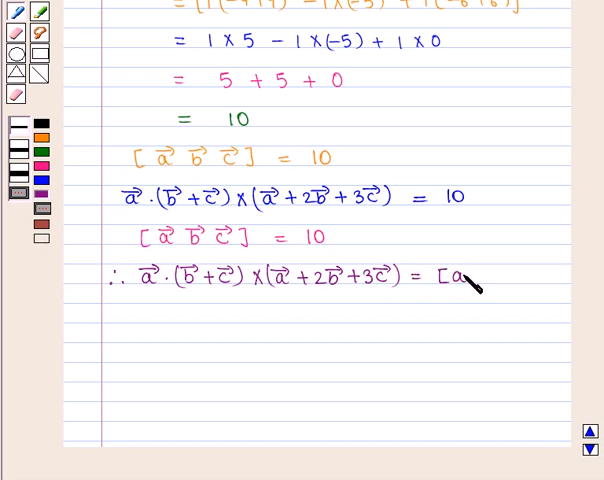 = 1 × 5 - 1 × (-5) + 1 × 0
= 5 + 5 + 0
= 10
[ a⃗ b⃗ c⃗ ] = 10
a⃗ · (b⃗ + c⃗) × (a⃗ + 2b⃗ + 3c⃗) = 10
[ a⃗ b⃗ c⃗ ] = 10
∴ a⃗ · (b⃗ + c⃗) × (a⃗ + 2b⃗ + 3c⃗) = [a